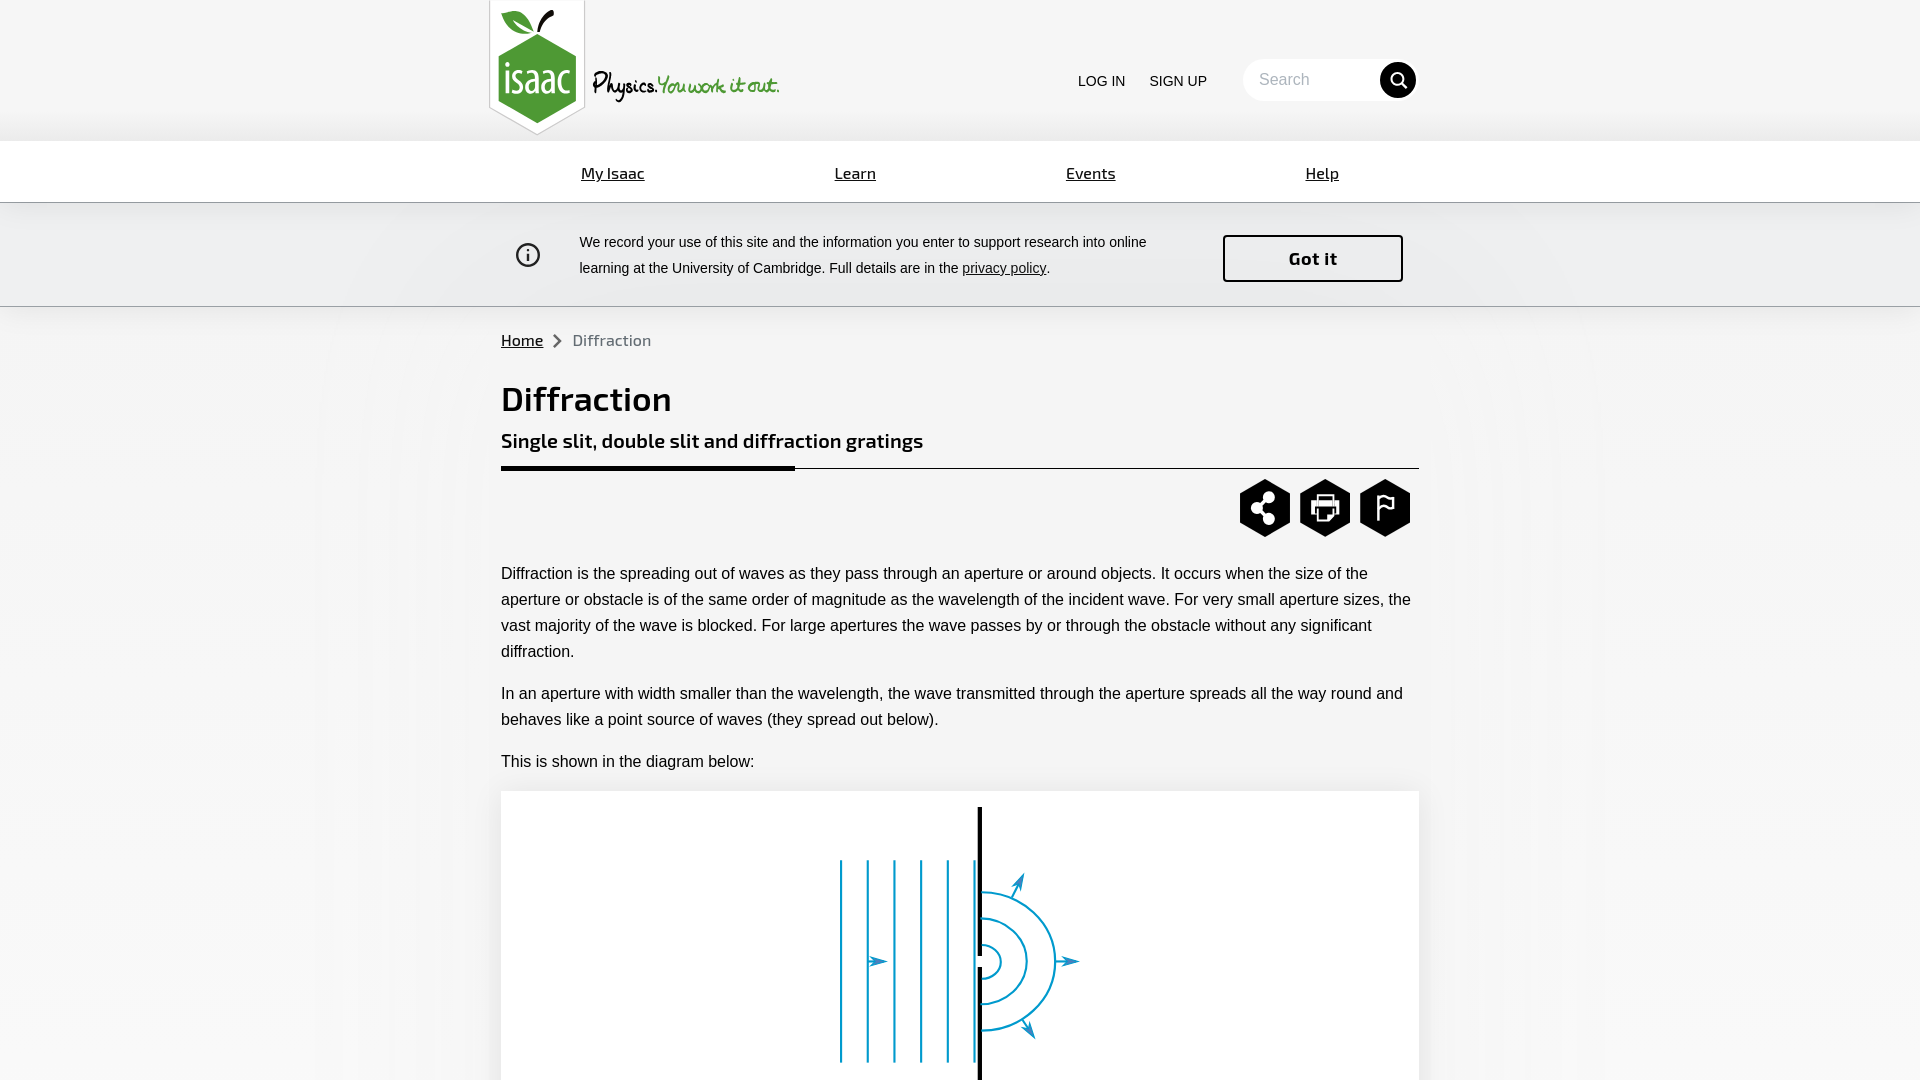 isaac
Physics. You work it out.
LOG IN
SIGN UP
Search
My Isaac
Learn
Events
Help
We record your use of this site and the information you enter to support research into online
learning at the University of Cambridge. Full details are in the privacy policy.
Got it
Home
Diffraction
Diffraction
Single slit, double slit and diffraction gratings
Diffraction is the spreading out of waves as they pass through an aperture or around objects. It occurs when the size of the
aperture or obstacle is of the same order of magnitude as the wavelength of the incident wave. For very small aperture sizes, the
vast majority of the wave is blocked. For large apertures the wave passes by or through the obstacle without any significant
diffraction.
In an aperture with width smaller than the wavelength, the wave transmitted through the aperture spreads all the way round and
behaves like a point source of waves (they spread out below).
This is shown in the diagram below: